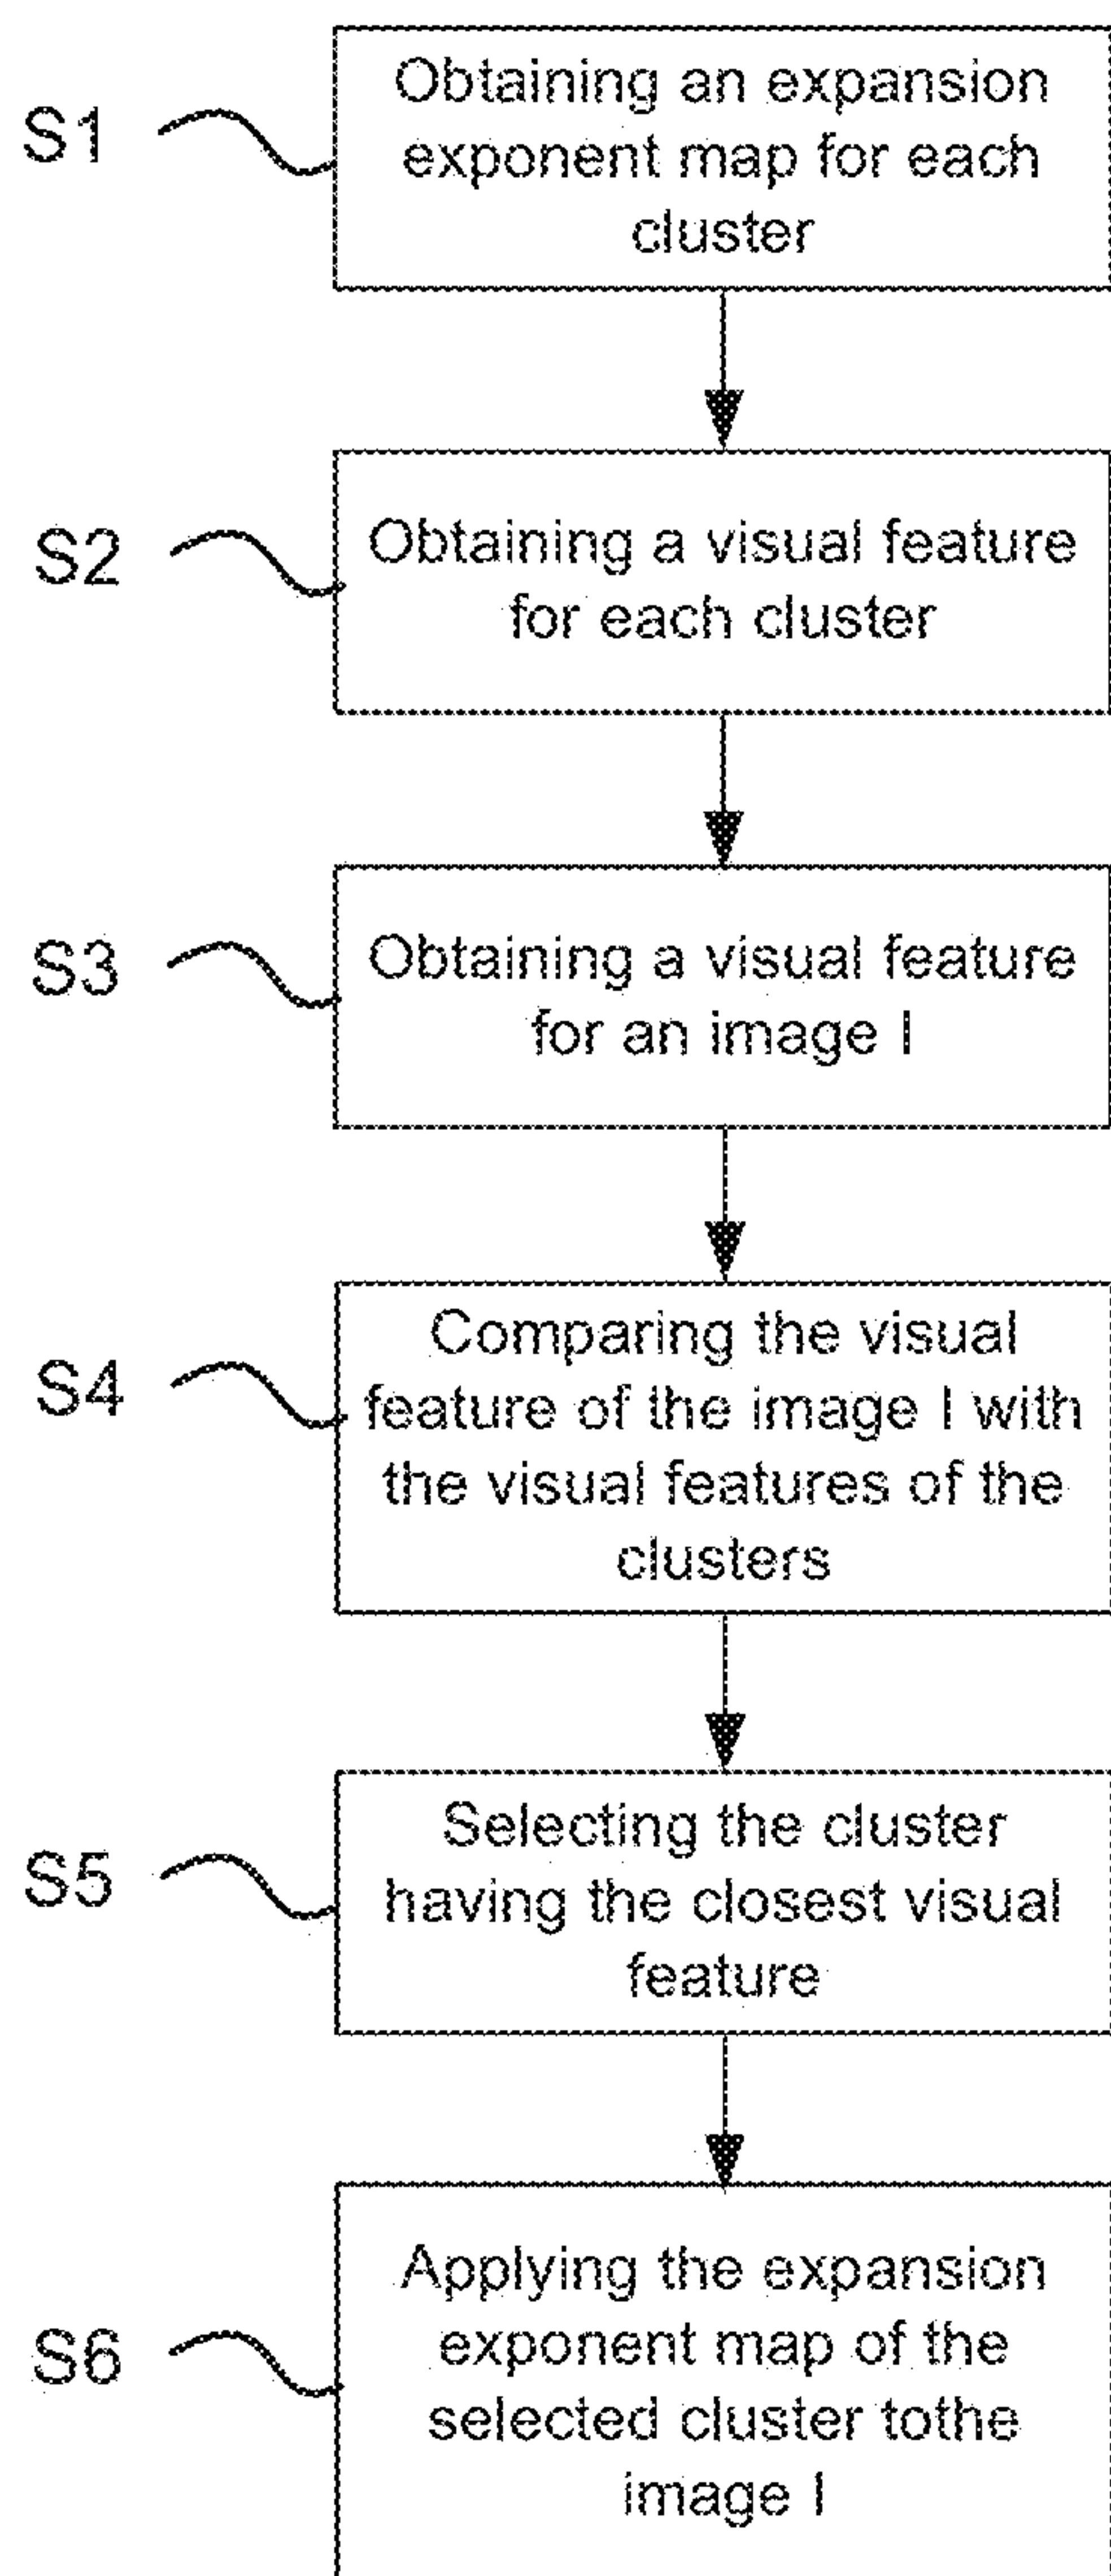 S1
Obtaining an expansion
exponent map for each
cluster
S2
Obtaining a visual feature
for each cluster
S3
Obtaining a visual feature
for an image I
S4
Comparing the visual
feature of the image I with
the visual features of the
clusters
S5
Selecting the cluster
having the closest visual
feature
S6
Applying the expansion
exponent map of the
selected cluster tothe
image I